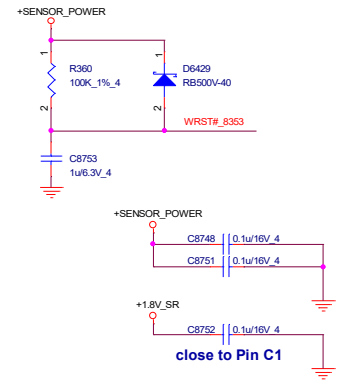 +SENSOR_POWER
1
1
R360
D6429
100K_1%_4
RB500V-40
2
2
WRST#_8353
C8753
1u/6.3V_4
+SENSOR_POWER
C8748 0.1u/16V_4
C8751 0.1u/16V_4
+1.8V_SR
C8752 0.1u/16V_4
close to Pin C1